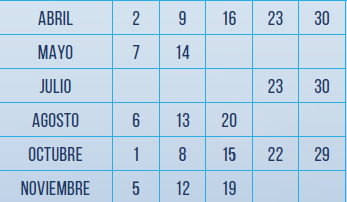 ABRIL 2 9 16 23 30
MAYO 7 14
JULIO 23 30
AGOSTO 6 13 20
OCTUBRE 1 8 15 22 29
NOVIEMBRE 5 12 19